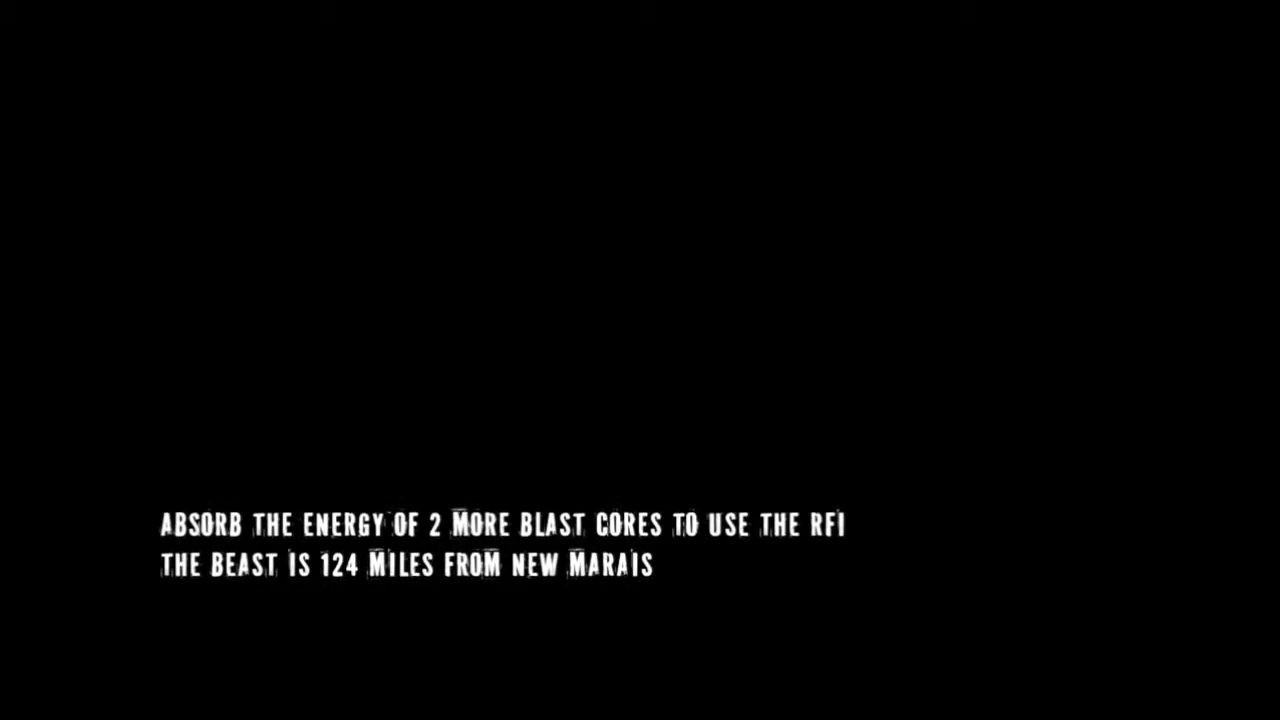 ABSORB THE ENERGY OF 2 MORE BLAST CORES TO USE THE RFI
THE BEAST IS 124 MILES FROM NEW MARAIS